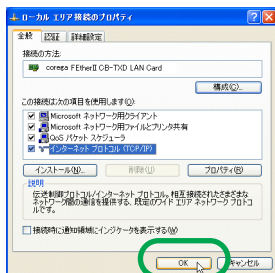 ローカル エリア接続のプロパティ
全般 認証 詳細設定
接続の方法:
corega FEtherII CB-TXD LAN Card
構成(C)...
この接続は次の項目を使用します(O):
Microsoft ネットワーク用クライアント
Microsoft ネットワーク用ファイルとプリンタ共有
QoS パケット スケジューラ
インターネット プロトコル (TCP/IP)
インストール(N)... 削除(U) プロパティ(R)
説明
伝送制御プロトコル/インターネット プロトコル。相互接続されたさまざまな
ネットワーク間の通信を提供する、既定のワイド エリア ネットワーク プロトコ
ルです。
接続時に通知領域にインジケータを表示する(W)
OK キャンセル